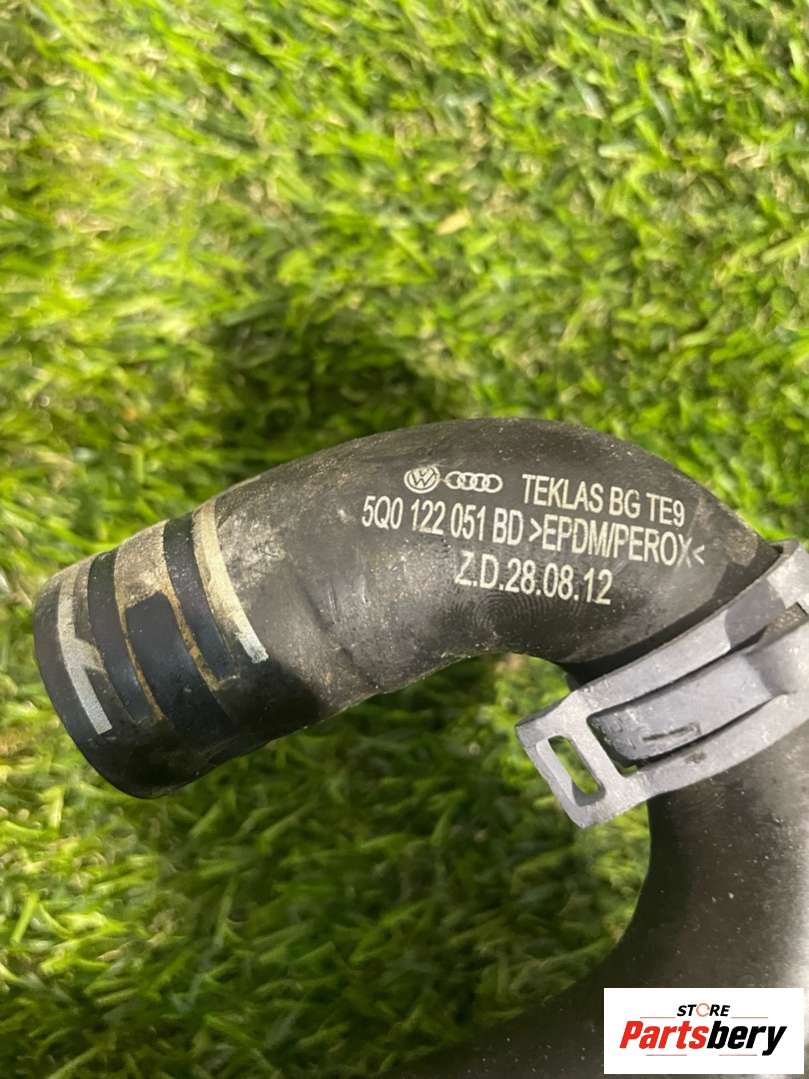 TEKLAS BG TE9
5Q0 122 051 BD >EPDM/PEROX<
Z.D.28.08.12
STORE
Partsbery